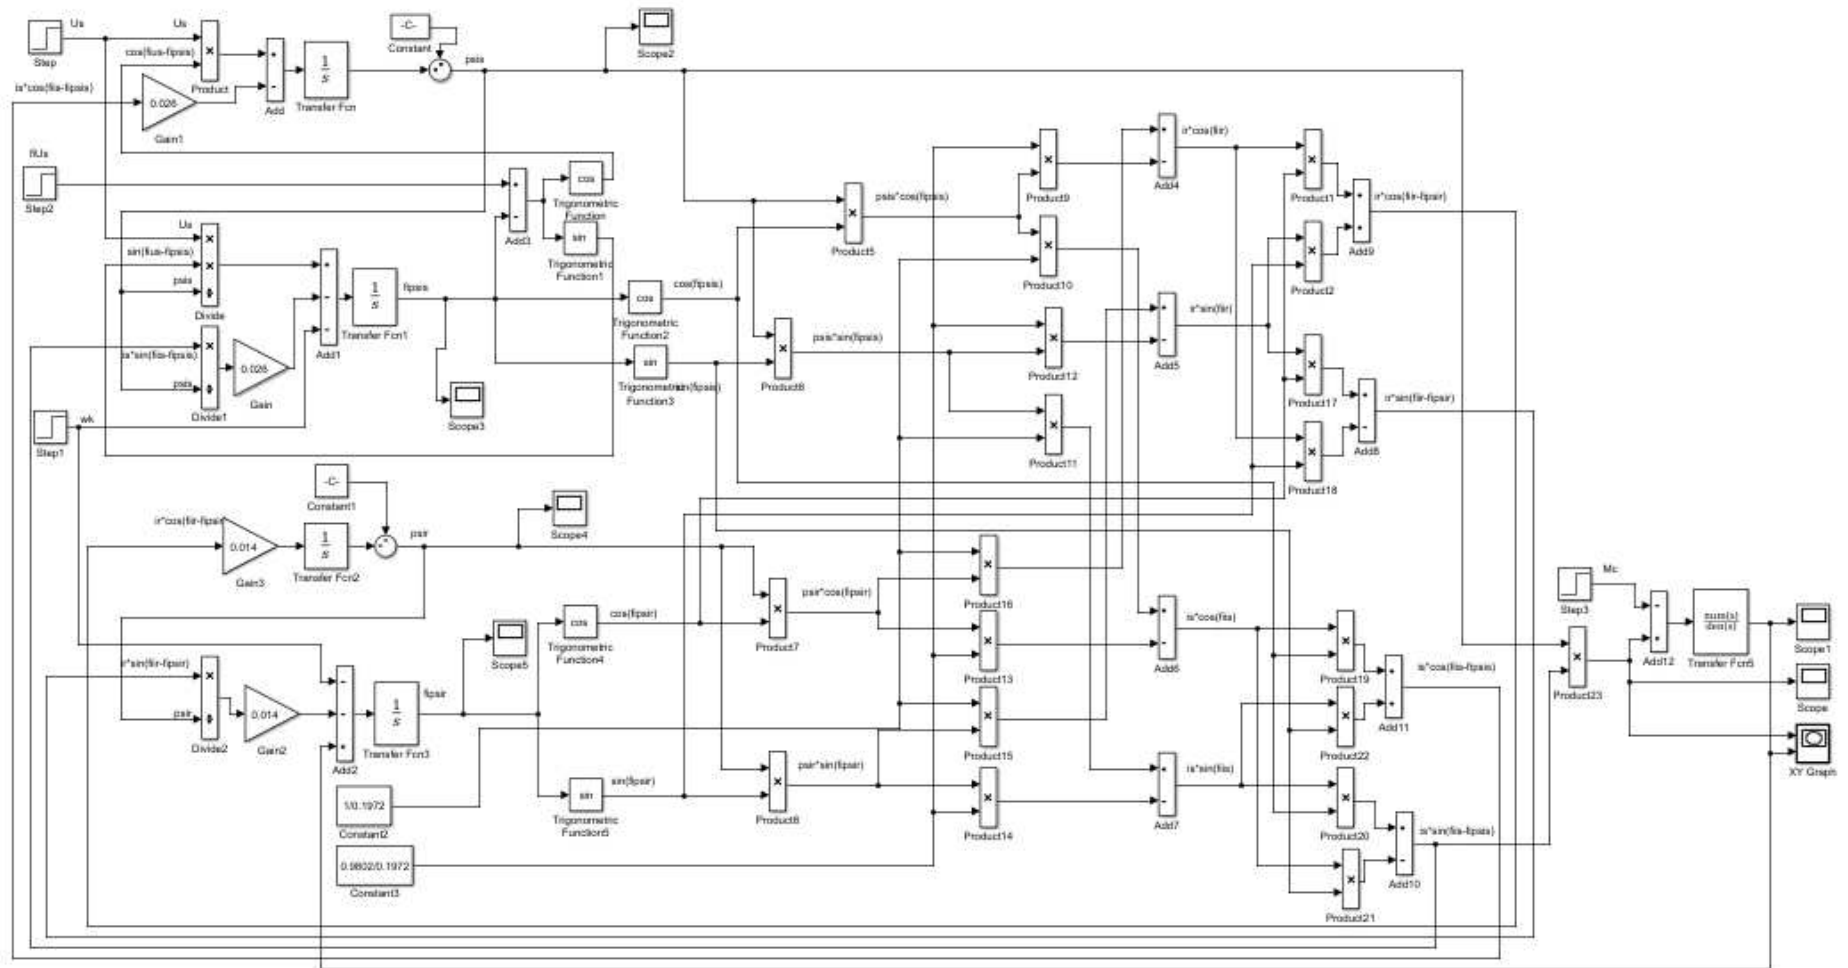 Us
Step
Us
cos(fius-fipsis)
Product
Add
1
s
Transfer Fcn
-C-
Constant
psis
Scope2
is*cos(fiis-fipsis)
0.026
Gain1
fiUs
Step2
cos
Trigonometric
Function
sin
Trigonometric
Function1
Add3
Us
sin(fius-fipsis)
psis
Divide
is*sin(fiis-fipsis)
psis
Divide1
0.026
Gain
Add1
1
s
Transfer Fcn1
fipsis
Scope3
wk
Step1
cos
cos(fipsis)
Trigonometric
Function2
sin
Trigonometric
sin(fipsis)
Function3
Product5
psis*cos(fipsis)
psis*sin(fipsis)
Product9
Product10
Product12
Product11
Add4
ir*cos(fiir)
Add5
ir*sin(fiir)
Product1
Product2
Add9
ir*cos(fiir-fipsir)
Product17
Product18
Add8
ir*sin(fiir-fipsir)
-C-
Constant1
ir*cos(fiir-fipsir
0.014
Gain3
1
s
Transfer Fcn2
psir
Scope4
ir*sin(fiir-fipsir)
psir
Divide2
0.014
Gain2
Add2
1
s
Transfer Fcn3
fipsir
Scope5
cos
cos(fipsir)
Trigonometric
Function4
sin
sin(fipsir)
Trigonometric
Function5
Product7
psir*cos(fipsir)
psir*sin(fipsir)
Product16
Product13
Product15
Product14
Add6
is*cos(fiis)
Add7
is*sin(fiis)
Product19
Product22
Add11
is*cos(fiis-fipsis)
Product20
Product21
Add10
is*sin(fiis-fipsis)
1/0.1972
Constant2
0.9802/0.1972
Constant3
Mc
Step3
Product23
Add12
num(s)
den(s)
Transfer Fcn5
Scope1
Scope
XY Graph